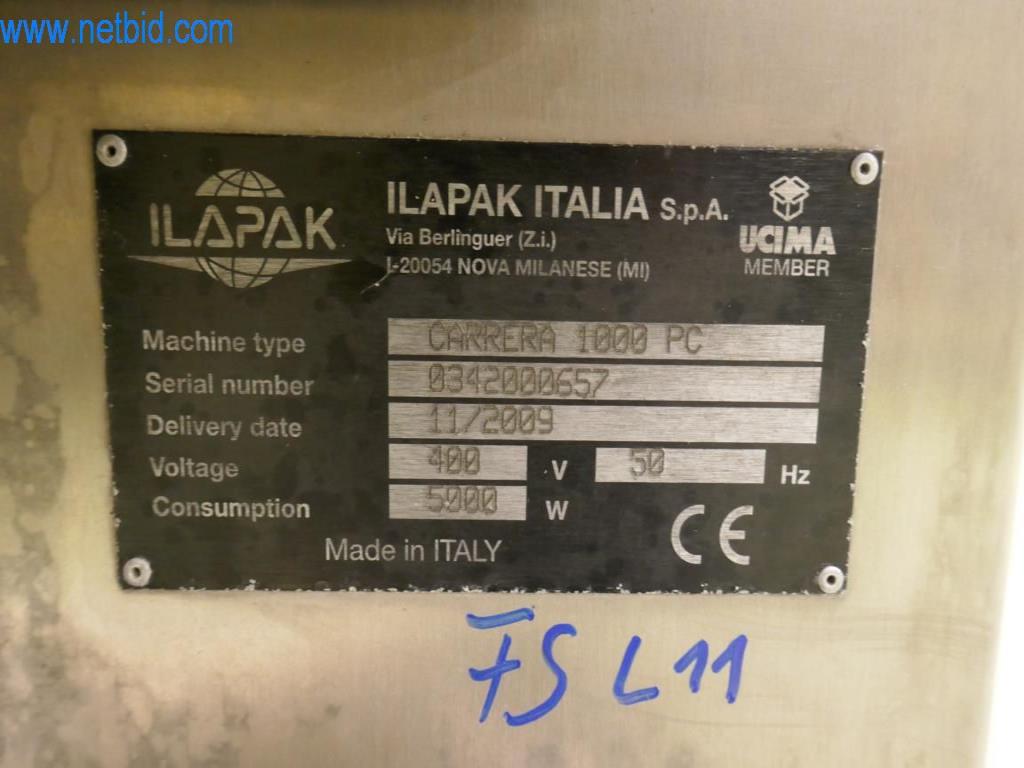 www.netbid.com
ILAPAK
ILAPAK ITALIA S.p.A.
Via Berlinguer (Z.i.)
I-20054 NOVA MILANESE (MI)
UCIMA
MEMBER
Machine type CARRERA 1000 PC
Serial number 0342000657
Delivery date 11/2009
Voltage 400 V 50 Hz
Consumption 5000 W
Made in ITALY CE
FS L11